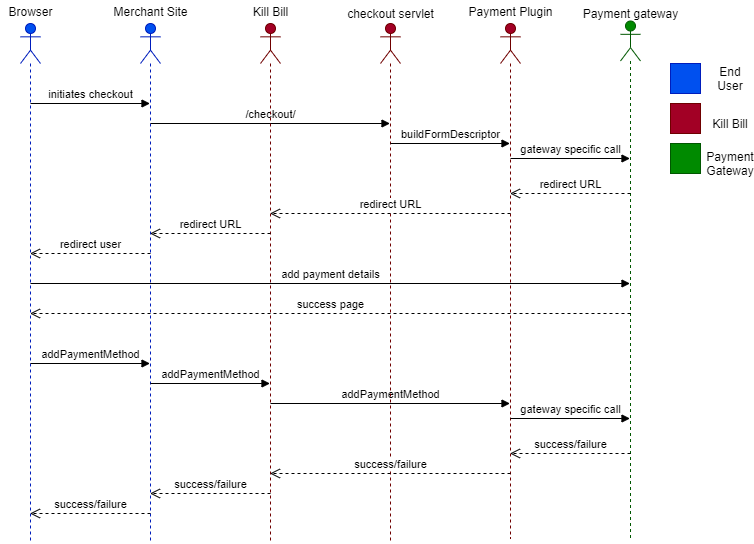 Browser
Merchant Site
Kill Bill
checkout servlet
Payment Plugin
Payment gateway
End
User
Kill Bill
Payment
Gateway
initiates checkout
/checkout/
buildFormDescriptor
gateway specific call
redirect URL
redirect URL
redirect URL
redirect user
add payment details
success page
addPaymentMethod
addPaymentMethod
addPaymentMethod
gateway specific call
success/failure
success/failure
success/failure
success/failure